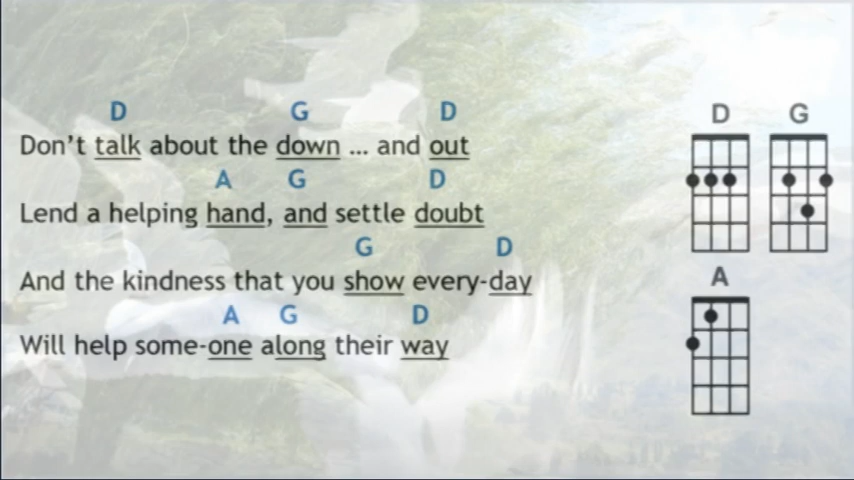 D G D
Don't talk about the down ... and out
A G D
Lend a helping hand, and settle doubt
G D
And the kindness that you show every-day
A G D
Will help some-one along their way
D G
A